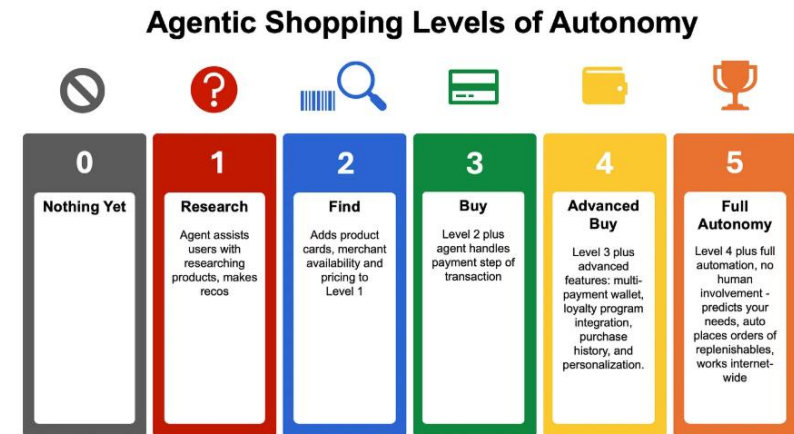 Agentic Shopping Levels of Autonomy
0
Nothing Yet
1
Research
Agent assists
users with
researching
products, makes
recos
2
Find
Adds product
cards, merchant
availability and
pricing to
Level 1
3
Buy
Level 2 plus
agent handles
payment step of
transaction
4
Advanced
Buy
Level 3 plus
advanced
features: multi-
payment wallet,
loyalty program
integration,
purchase
history, and
personalization.
5
Full
Autonomy
Level 4 plus full
automation, no
human
involvement -
predicts your
needs, auto
places orders of
replenishables,
works internet-
wide